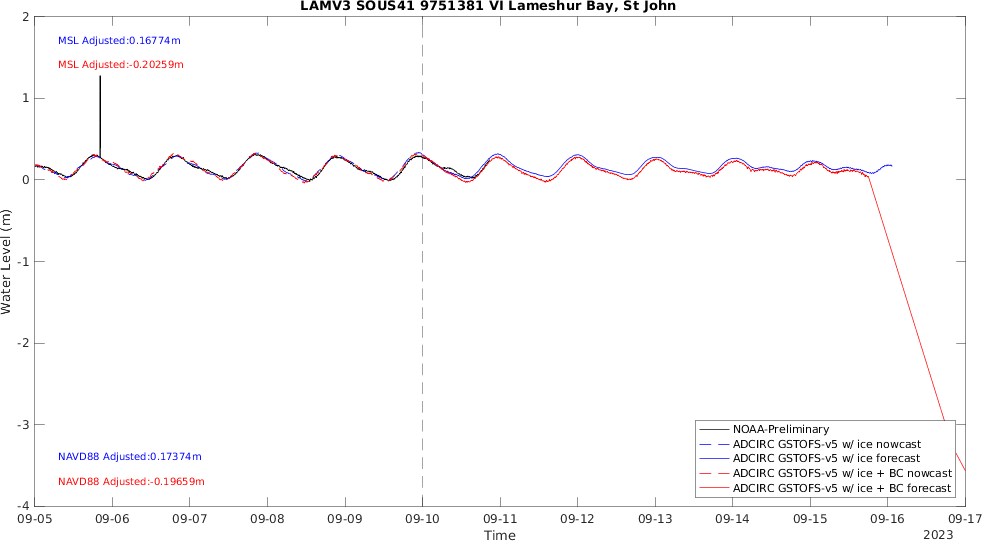 LAMV3 SOUS41 9751381 VI Lameshur Bay, St John
MSL Adjusted:0.16774m
MSL Adjusted:-0.20259m
Water Level (m)
2
1
0
-1
-2
-3
-4
NAVD88 Adjusted:0.17374m
NAVD88 Adjusted:-0.19659m
NOAA-Preliminary
ADCIRC GSTOFS-v5 w/ ice nowcast
ADCIRC GSTOFS-v5 w/ ice forecast
ADCIRC GSTOFS-v5 w/ ice + BC nowcast
ADCIRC GSTOFS-v5 w/ ice + BC forecast
09-05 09-06 09-07 09-08 09-09 09-10 09-11 09-12 09-13 09-14 09-15 09-16 09-17
Time
2023